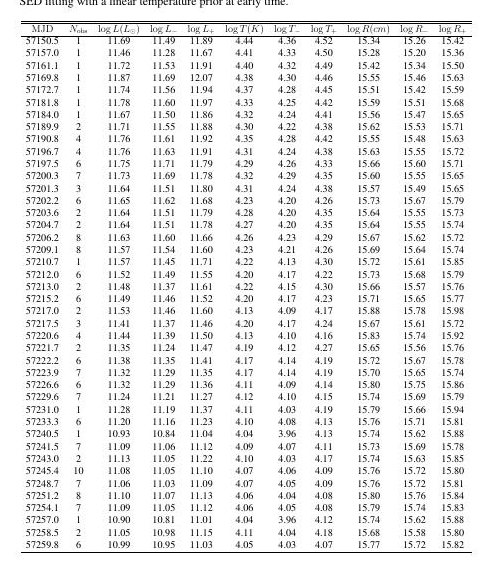 SED fitting with a linear temperature prior at early time.
MJD N_obs log L(L⊙) log L− log L+ log T(K) log T− log T+ log R(cm) log R− log R+
57150.5 1 11.69 11.49 11.89 4.44 4.36 4.52 15.34 15.26 15.42
57157.0 1 11.46 11.28 11.67 4.41 4.33 4.50 15.28 15.20 15.36
57161.1 1 11.72 11.53 11.91 4.40 4.32 4.49 15.42 15.34 15.50
57169.8 1 11.87 11.69 12.07 4.38 4.30 4.46 15.55 15.46 15.63
57172.7 1 11.74 11.56 11.94 4.37 4.28 4.45 15.51 15.42 15.59
57181.8 1 11.78 11.60 11.97 4.33 4.25 4.42 15.59 15.51 15.68
57184.0 1 11.67 11.50 11.86 4.32 4.24 4.41 15.56 15.47 15.65
57189.9 2 11.71 11.55 11.88 4.30 4.22 4.38 15.62 15.53 15.71
57190.8 4 11.76 11.61 11.92 4.35 4.28 4.42 15.55 15.48 15.63
57196.7 4 11.76 11.63 11.91 4.31 4.24 4.38 15.63 15.55 15.72
57197.5 6 11.75 11.71 11.79 4.29 4.26 4.33 15.66 15.60 15.71
57200.3 7 11.73 11.69 11.78 4.32 4.29 4.35 15.60 15.55 15.65
57201.3 3 11.64 11.51 11.80 4.31 4.24 4.38 15.57 15.49 15.65
57202.2 6 11.65 11.62 11.68 4.23 4.20 4.26 15.73 15.67 15.79
57203.6 2 11.64 11.51 11.79 4.28 4.20 4.35 15.64 15.55 15.73
57204.7 2 11.64 11.51 11.78 4.27 4.20 4.35 15.64 15.55 15.74
57206.2 8 11.63 11.60 11.66 4.26 4.23 4.29 15.67 15.62 15.72
57209.1 8 11.57 11.54 11.60 4.23 4.21 4.26 15.69 15.64 15.74
57210.7 1 11.57 11.45 11.71 4.22 4.13 4.30 15.72 15.61 15.85
57212.0 6 11.52 11.49 11.55 4.20 4.17 4.22 15.73 15.68 15.79
57213.0 2 11.48 11.37 11.61 4.22 4.15 4.30 15.66 15.57 15.76
57215.2 6 11.49 11.46 11.52 4.20 4.17 4.23 15.71 15.65 15.77
57217.0 2 11.53 11.46 11.60 4.13 4.09 4.17 15.88 15.78 15.98
57217.5 3 11.41 11.37 11.46 4.20 4.17 4.24 15.67 15.61 15.72
57220.6 4 11.44 11.39 11.50 4.13 4.10 4.16 15.83 15.74 15.92
57221.7 2 11.35 11.24 11.47 4.19 4.12 4.27 15.65 15.56 15.76
57222.2 6 11.38 11.35 11.41 4.17 4.14 4.19 15.72 15.67 15.78
57223.9 7 11.32 11.29 11.35 4.17 4.14 4.19 15.70 15.65 15.74
57226.6 6 11.32 11.29 11.36 4.11 4.09 4.14 15.80 15.75 15.86
57229.6 7 11.24 11.21 11.27 4.12 4.10 4.15 15.74 15.69 15.79
57231.0 1 11.28 11.19 11.37 4.11 4.03 4.19 15.79 15.66 15.94
57233.3 6 11.20 11.16 11.23 4.10 4.08 4.13 15.76 15.71 15.81
57240.5 1 10.93 10.84 11.04 4.04 3.96 4.13 15.74 15.62 15.88
57241.5 7 11.09 11.06 11.12 4.09 4.07 4.11 15.73 15.69 15.78
57243.0 2 11.13 11.05 11.22 4.10 4.03 4.17 15.74 15.63 15.85
57245.4 10 11.08 11.05 11.10 4.07 4.06 4.09 15.76 15.72 15.80
57248.7 7 11.06 11.03 11.09 4.07 4.05 4.09 15.76 15.72 15.81
57251.2 8 11.10 11.07 11.13 4.06 4.04 4.08 15.80 15.76 15.84
57254.1 7 11.09 11.05 11.12 4.06 4.05 4.08 15.79 15.74 15.83
57257.0 1 10.90 10.81 11.01 4.04 3.96 4.12 15.74 15.62 15.88
57258.5 2 11.05 10.98 11.15 4.11 4.04 4.18 15.68 15.58 15.80
57259.8 6 10.99 10.95 11.03 4.05 4.03 4.07 15.77 15.72 15.82